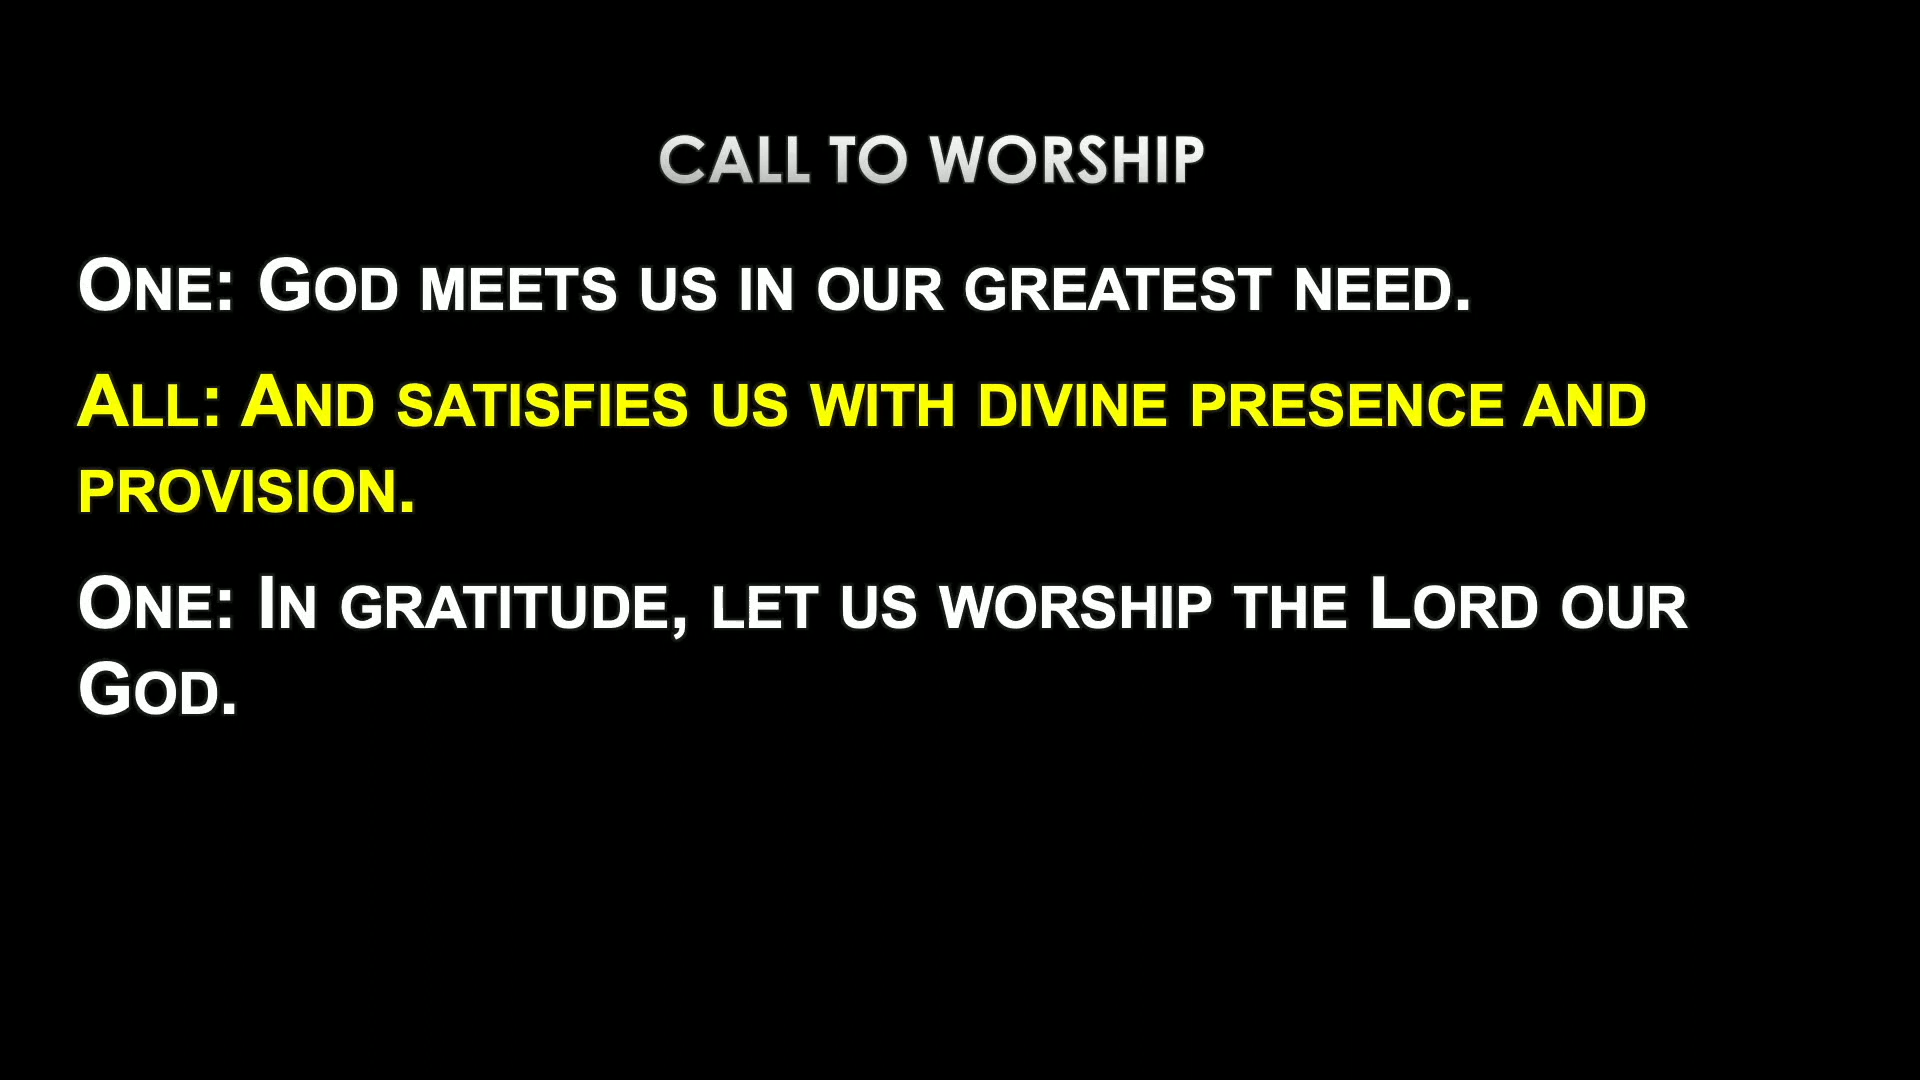 CALL TO WORSHIP
One: God meets us in our greatest need.
All: And satisfies us with divine presence and
provision.
One: In gratitude, let us worship the Lord our
God.